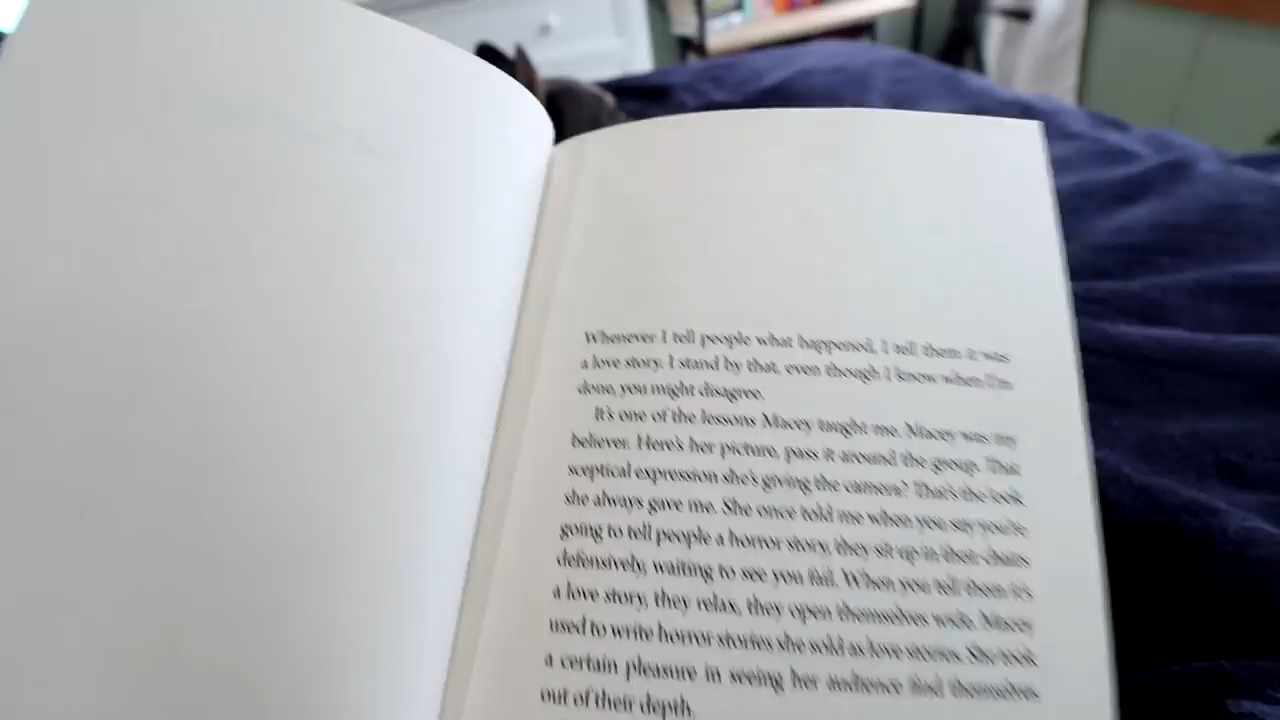 Whenever I tell people what happened, I tell them it was
a love story. I stand by that, even though I know when I'm
done, you might disagree.
It's one of the lessons Macey taught me. Macey was my
believer. Here's her picture, pass it around the group. That
sceptical expression she's giving the camera? That's the look
she always gave me. She once told me when you say you're
going to tell people a horror story, they sit up in their chairs
defensively, waiting to see you fail. When you tell them it's
a love story, they relax, they open themselves wide. Macey
used to write horror stories she sold as love stories. She took
a certain pleasure in seeing her audience find themselves
out of their depth.